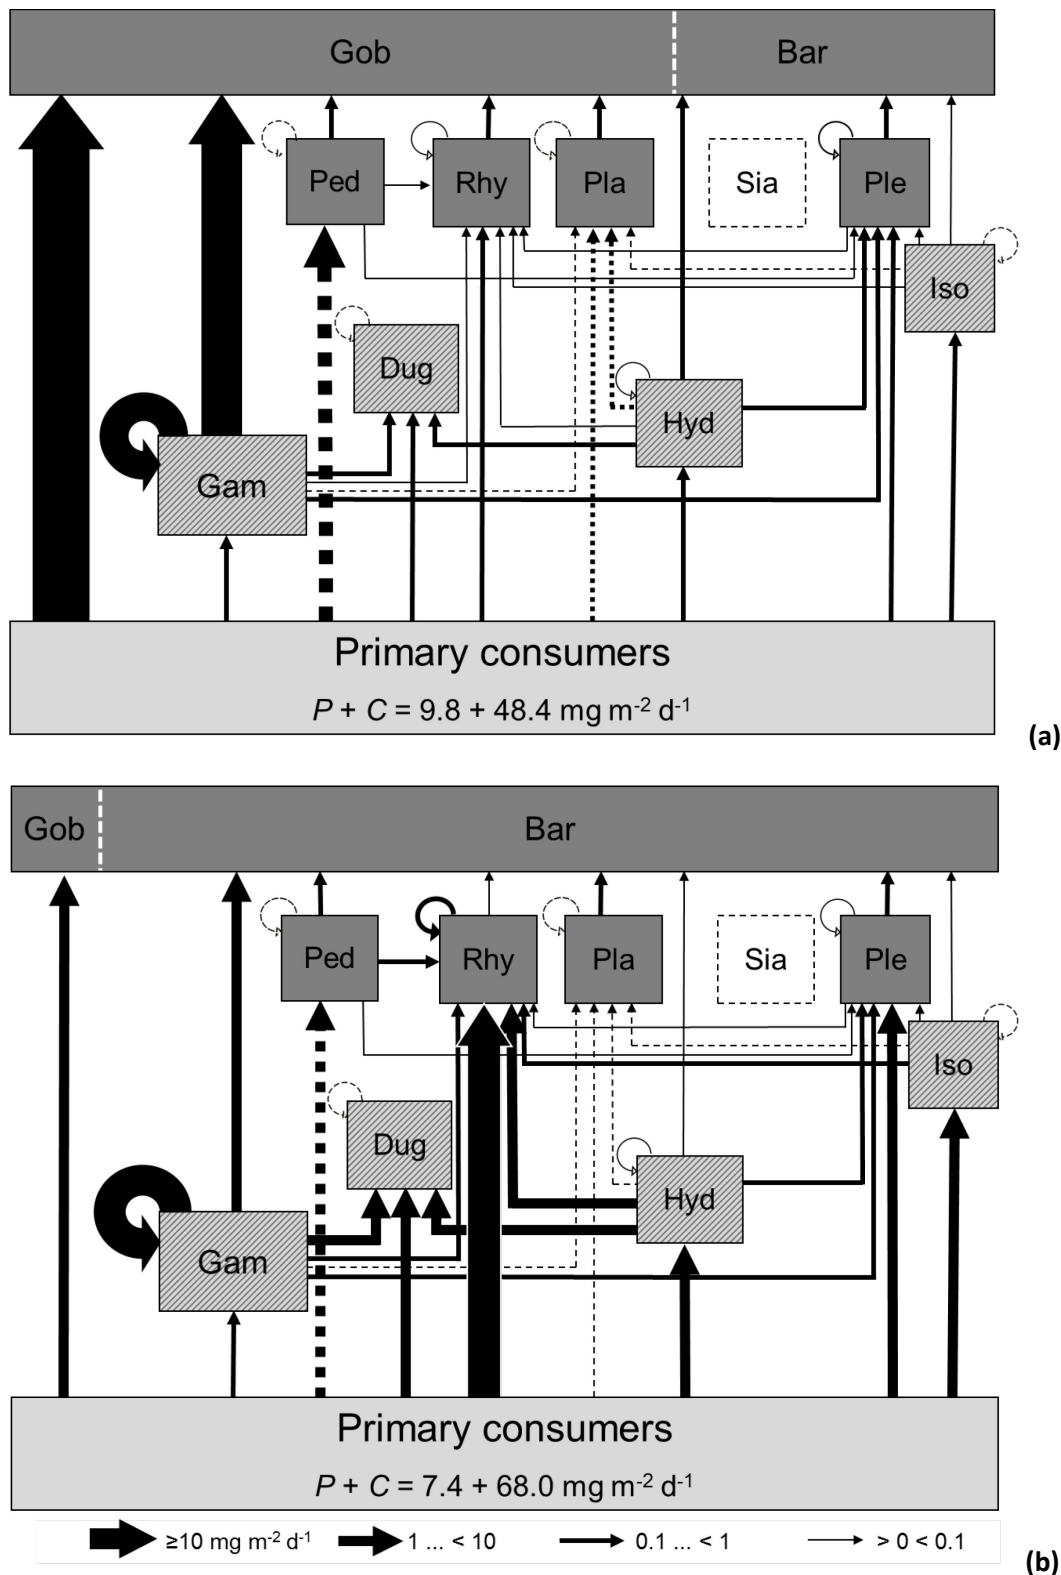 Gob Bar
Ped Rhy Pla Sia Ple
Iso
Dug
Hyd
Gam
Primary consumers
P + C = 9.8 + 48.4 mg m⁻² d⁻¹
(a)
Gob Bar
Ped Rhy Pla Sia Ple
Iso
Dug
Hyd
Gam
Primary consumers
P + C = 7.4 + 68.0 mg m⁻² d⁻¹
≥10 mg m⁻² d⁻¹ 1 ... < 10 0.1 ... < 1 > 0 < 0.1
(b)